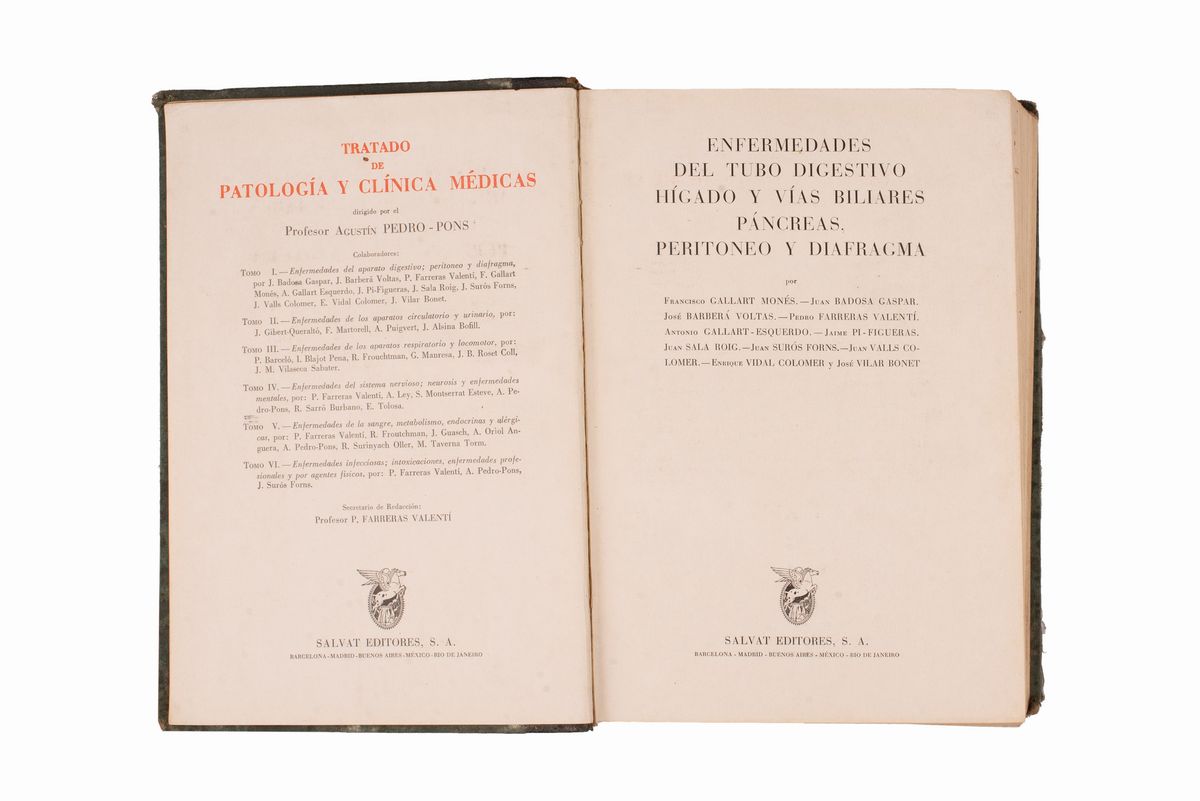 TRATADO
DE
PATOLOGÍA Y CLÍNICA MÉDICAS
dirigido por el
Profesor AGUSTÍN PEDRO-PONS
Colaboradores:
TOMO I.—Enfermedades del aparato digestivo; peritoneo y diafragma,
por J. Badosa Gaspar, J. Barberá Voltas, P. Farreras Valentí, F. Gallart
Monés, A. Gallart Esquerdo, J. Pi-Figueras, J. Sala Roig, J. Surós Forns,
J. Valls Colomer, E. Vidal Colomer, J. Vilar Bonet.
TOMO II.—Enfermedades de los aparatos circulatorio y urinario, por:
J. Gibert-Queraltó, F. Martorell, A. Puigvert, J. Alsina Bofill.
TOMO III.—Enfermedades de los aparatos respiratorio y locomotor, por:
P. Barceló, I. Blajot Pena, R. Frouchtman, G. Manresa, J. B. Roset Coll,
J. M. Vilaseca Sabater.
TOMO IV.—Enfermedades del sistema nervioso; neurosis y enfermedades
mentales, por: P. Farreras Valentí, A. Ley, S. Montserrat Esteve, A. Pe-
dro-Pons, R. Sarró Burbano, E. Tolosa.
TOMO V.—Enfermedades de la sangre, metabolismo, endocrinas y alérgi-
cas, por: P. Farreras Valentí, R. Froutchman, J. Guasch, A. Oriol An-
guera, A. Pedro-Pons, R. Surinyach Oller, M. Taverna Torm.
TOMO VI.—Enfermedades infecciosas; intoxicaciones, enfermedades profe-
sionales y por agentes físicos, por: P. Farreras Valentí, A. Pedro-Pons,
J. Surós Forns.
Secretario de Redacción:
Profesor P. FARRERAS VALENTÍ
SALVAT EDITORES, S. A.
BARCELONA - MADRID - BUENOS AIRES - MÉXICO - RIO DE JANEIRO
ENFERMEDADES
DEL TUBO DIGESTIVO
HÍGADO Y VÍAS BILIARES
PÁNCREAS,
PERITONEO Y DIAFRAGMA
por
FRANCISCO GALLART MONÉS.—JUAN BADOSA GASPAR.
JOSÉ BARBERÁ VOLTAS.—PEDRO FARRERAS VALENTÍ.
ANTONIO GALLART-ESQUERDO.—JAIME PI-FIGUERAS.
JUAN SALA ROIG.—JUAN SURÓS FORNS.—JUAN VALLS CO-
LOMER.—ENRIQUE VIDAL COLOMER y JOSÉ VILAR BONET
SALVAT EDITORES, S. A.
BARCELONA - MADRID - BUENOS AIRES - MÉXICO - RIO DE JANEIRO